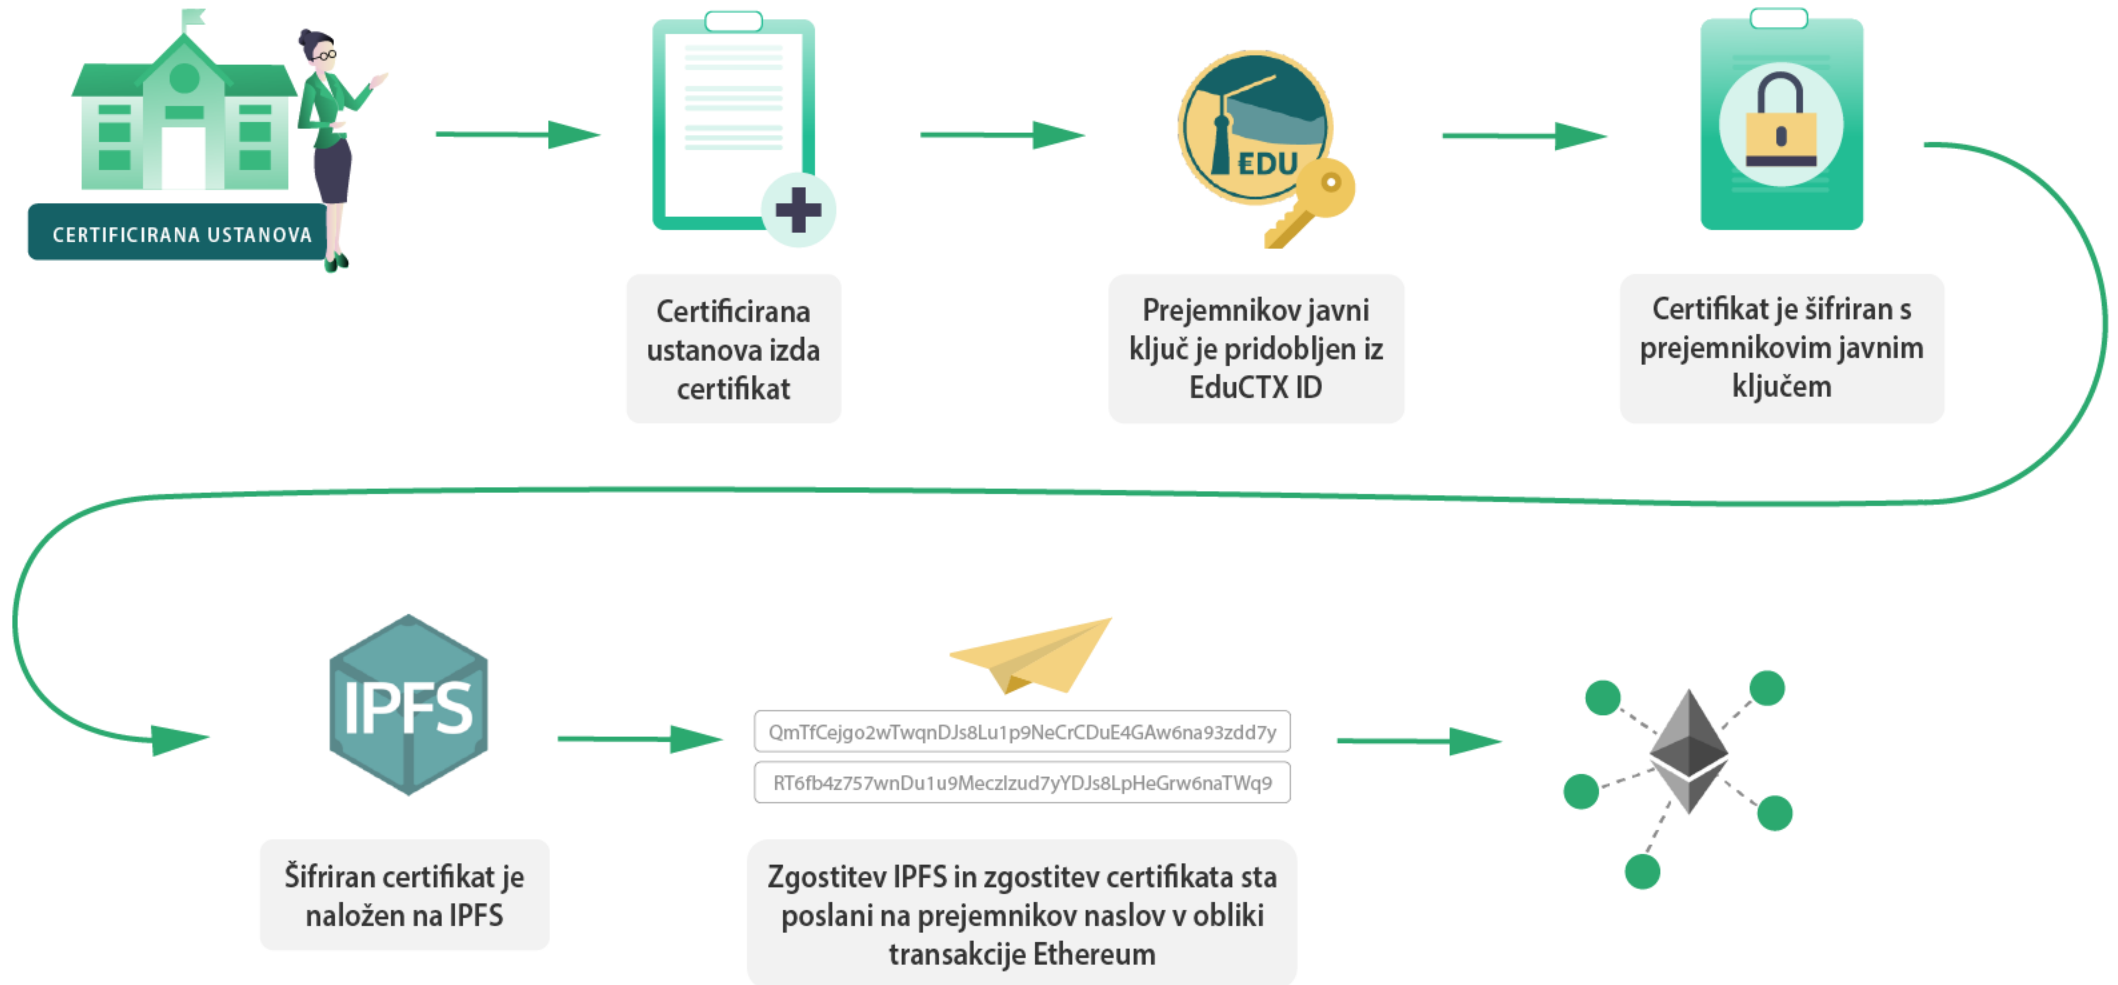 CERTIFICIRANA USTANOVA
Certificirana
ustanova izda
certifikat
ɆDU
Prejemnikov javni
ključ je pridobljen iz
EduCTX ID
Certifikat je šifriran s
prejemnikovim javnim
ključem
IPFS
Šifriran certifikat je
naložen na IPFS
QmTfCejgo2wTwqnDJs8Lu1p9NeCrCDuE4GAw6na93zdd7y
RT6fb4z757wnDu1u9MeczIzud7yYDJs8LpHeGrw6naTWq9
Zgostitev IPFS in zgostitev certifikata sta
poslani na prejemnikov naslov v obliki
transakcije Ethereum